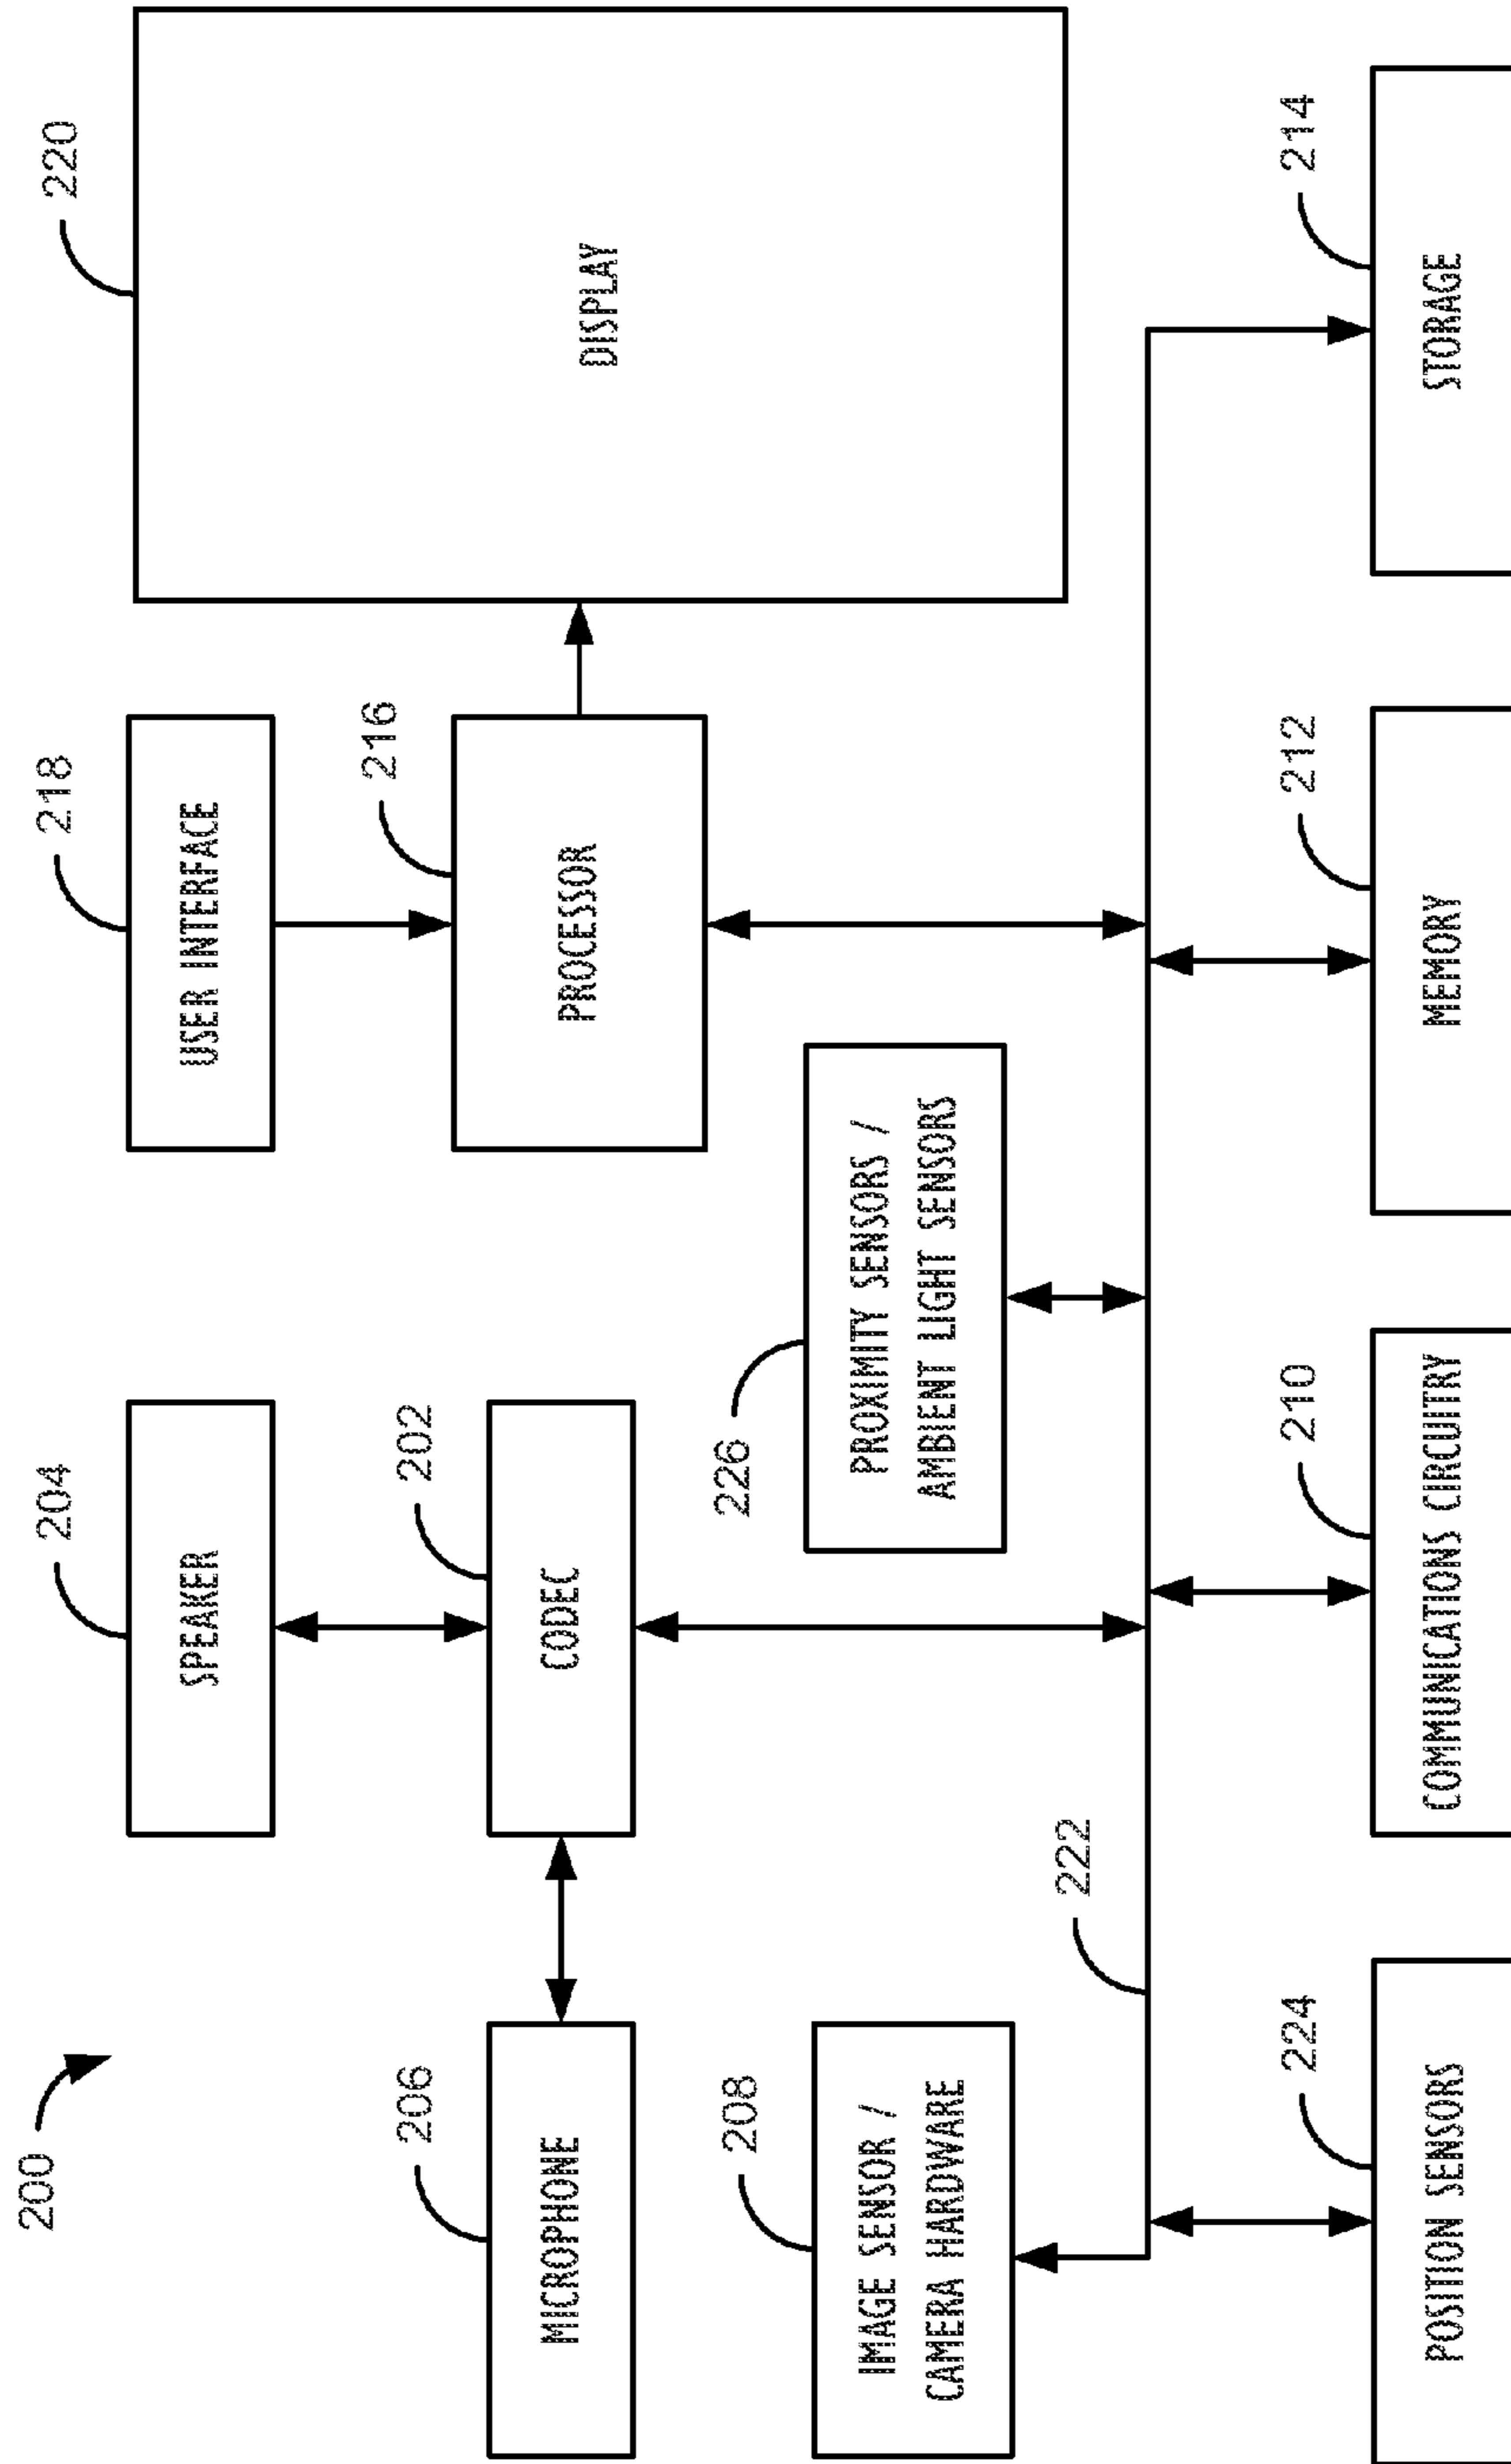 200
204
218
220
SPEAKER
USER INTERFACE
206
202
216
MICROPHONE
CODEC
PROCESSOR
DISPLAY
208
226
IMAGE SENSOR /
CAMERA HARDWARE
PROXIMITY SENSORS /
AMBIENT LIGHT SENSORS
222
224
210
212
214
POSITION SENSORS
COMMUNICATIONS CIRCUITRY
MEMORY
STORAGE